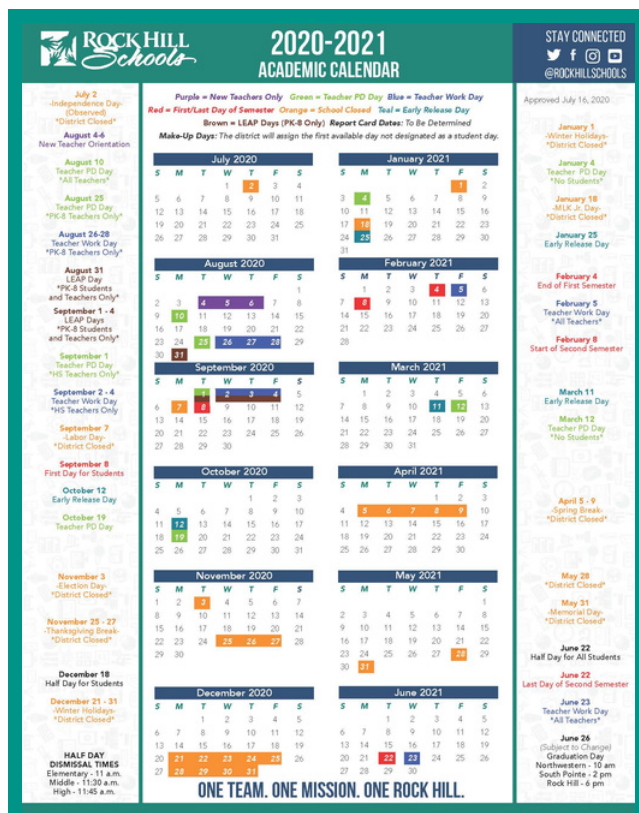 ROCK HILL
Schools
2020-2021
ACADEMIC CALENDAR
STAY CONNECTED
@ROCKHILLSCHOOLS
July 2
-Independence Day-
(Observed)
*District Closed*
August 4-6
New Teacher Orientation
August 10
Teacher PD Day
*All Teachers*
August 25
Teacher PD Day
*PK-8 Teachers Only*
August 26-28
Teacher Work Day
*PK-8 Teachers Only*
August 31
LEAP Day
*PK-8 Students
and Teachers Only*
September 1 - 4
LEAP Days
*PK-8 Students
and Teachers Only*
September 1
Teacher PD Day
*HS Teachers Only*
September 2 - 4
Teacher Work Day
*HS Teachers Only
September 7
-Labor Day-
*District Closed*
September 8
First Day for Students
October 12
Early Release Day
October 19
Teacher PD Day
November 3
-Election Day-
*District Closed*
November 25 - 27
-Thanksgiving Break-
*District Closed*
December 18
Half Day for Students
December 21 - 31
-Winter Holidays-
*District Closed*
HALF DAY
DISMISSAL TIMES
Elementary - 11 a.m.
Middle - 11:30 a.m.
High - 11:45 a.m.
Purple = New Teachers Only Green = Teacher PD Day Blue = Teacher Work Day
Red = First/Last Day of Semester Orange = School Closed Teal = Early Release Day
Brown = LEAP Days (PK-8 Only) Report Card Dates: To Be Determined
Make-Up Days: The district will assign the first available day not designated as a student day.
July 2020
S M T W T F S
1 2 3 4
5 6 7 8 9 10 11
12 13 14 15 16 17 18
19 20 21 22 23 24 25
26 27 28 29 30 31
August 2020
S M T W T F S
1
2 3 4 5 6 7 8
9 10 11 12 13 14 15
16 17 18 19 20 21 22
23 24 25 26 27 28 29
30 31
September 2020
S M T W T F S
1 2 3 4 5
6 7 8 9 10 11 12
13 14 15 16 17 18 19
20 21 22 23 24 25 26
27 28 29 30
October 2020
S M T W T F S
1 2 3
4 5 6 7 8 9 10
11 12 13 14 15 16 17
18 19 20 21 22 23 24
25 26 27 28 29 30 31
November 2020
S M T W T F S
1 2 3 4 5 6 7
8 9 10 11 12 13 14
15 16 17 18 19 20 21
22 23 24 25 26 27 28
29 30
December 2020
S M T W T F S
1 2 3 4 5
6 7 8 9 10 11 12
13 14 15 16 17 18 19
20 21 22 23 24 25 26
27 28 29 30 31
January 2021
S M T W T F S
1 2
3 4 5 6 7 8 9
10 11 12 13 14 15 16
17 18 19 20 21 22 23
24 25 26 27 28 29 30
31
February 2021
S M T W T F S
1 2 3 4 5 6
7 8 9 10 11 12 13
14 15 16 17 18 19 20
21 22 23 24 25 26 27
28
March 2021
S M T W T F S
1 2 3 4 5 6
7 8 9 10 11 12 13
14 15 16 17 18 19 20
21 22 23 24 25 26 27
28 29 30 31
April 2021
S M T W T F S
1 2 3
4 5 6 7 8 9 10
11 12 13 14 15 16 17
18 19 20 21 22 23 24
25 26 27 28 29 30
May 2021
S M T W T F S
1
2 3 4 5 6 7 8
9 10 11 12 13 14 15
16 17 18 19 20 21 22
23 24 25 26 27 28 29
30 31
June 2021
S M T W T F S
1 2 3 4 5
6 7 8 9 10 11 12
13 14 15 16 17 18 19
20 21 22 23 24 25 26
27 28 29 30
Approved July 16, 2020
January 1
-Winter Holidays-
*District Closed*
January 4
Teacher PD Day
*No Students*
January 18
-MLK Jr. Day-
*District Closed*
January 25
Early Release Day
February 4
End of First Semester
February 5
Teacher Work Day
*All Teachers*
February 8
Start of Second Semester
March 11
Early Release Day
March 12
Teacher PD Day
*No Students*
April 5 - 9
-Spring Break-
*District Closed*
May 28
*District Closed*
May 31
-Memorial Day-
*District Closed*
June 22
Half Day for All Students
June 22
Last Day of Second Semester
June 23
Teacher Work Day
*All Teachers*
June 26
(Subject to Change)
Graduation Day
Northwestern - 10 am
South Pointe - 2 pm
Rock Hill - 6 pm
ONE TEAM. ONE MISSION. ONE ROCK HILL.